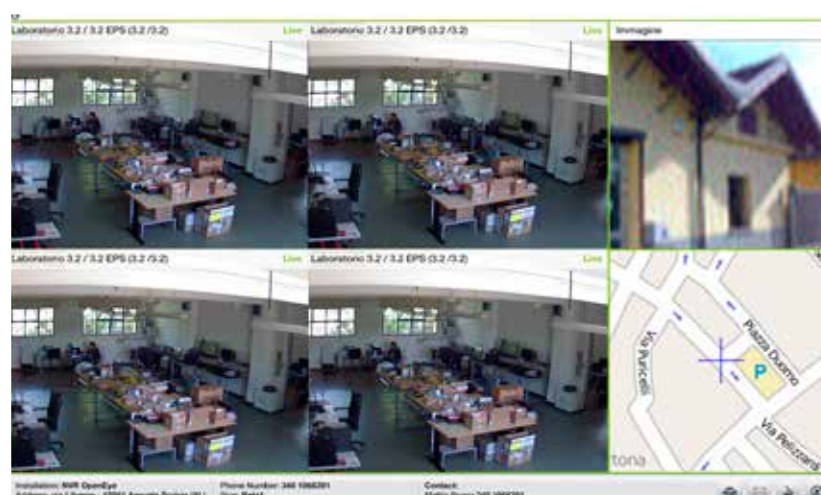 Laboratorio 3.2 / 3.2 EPS (3.2 /3.2) Live
Laboratorio 3.2 / 3.2 EPS (3.2 /3.2) Live
Immagine
Laboratorio 3.2 / 3.2 EPS (3.2 /3.2) Live
Laboratorio 3.2 / 3.2 EPS (3.2 /3.2) Live
Via Puricelli
Piazza Duomo
P
Via Pelizzari
tona
Installation: NVR OpenEye
Phone Number: 340 1066201
Contact: